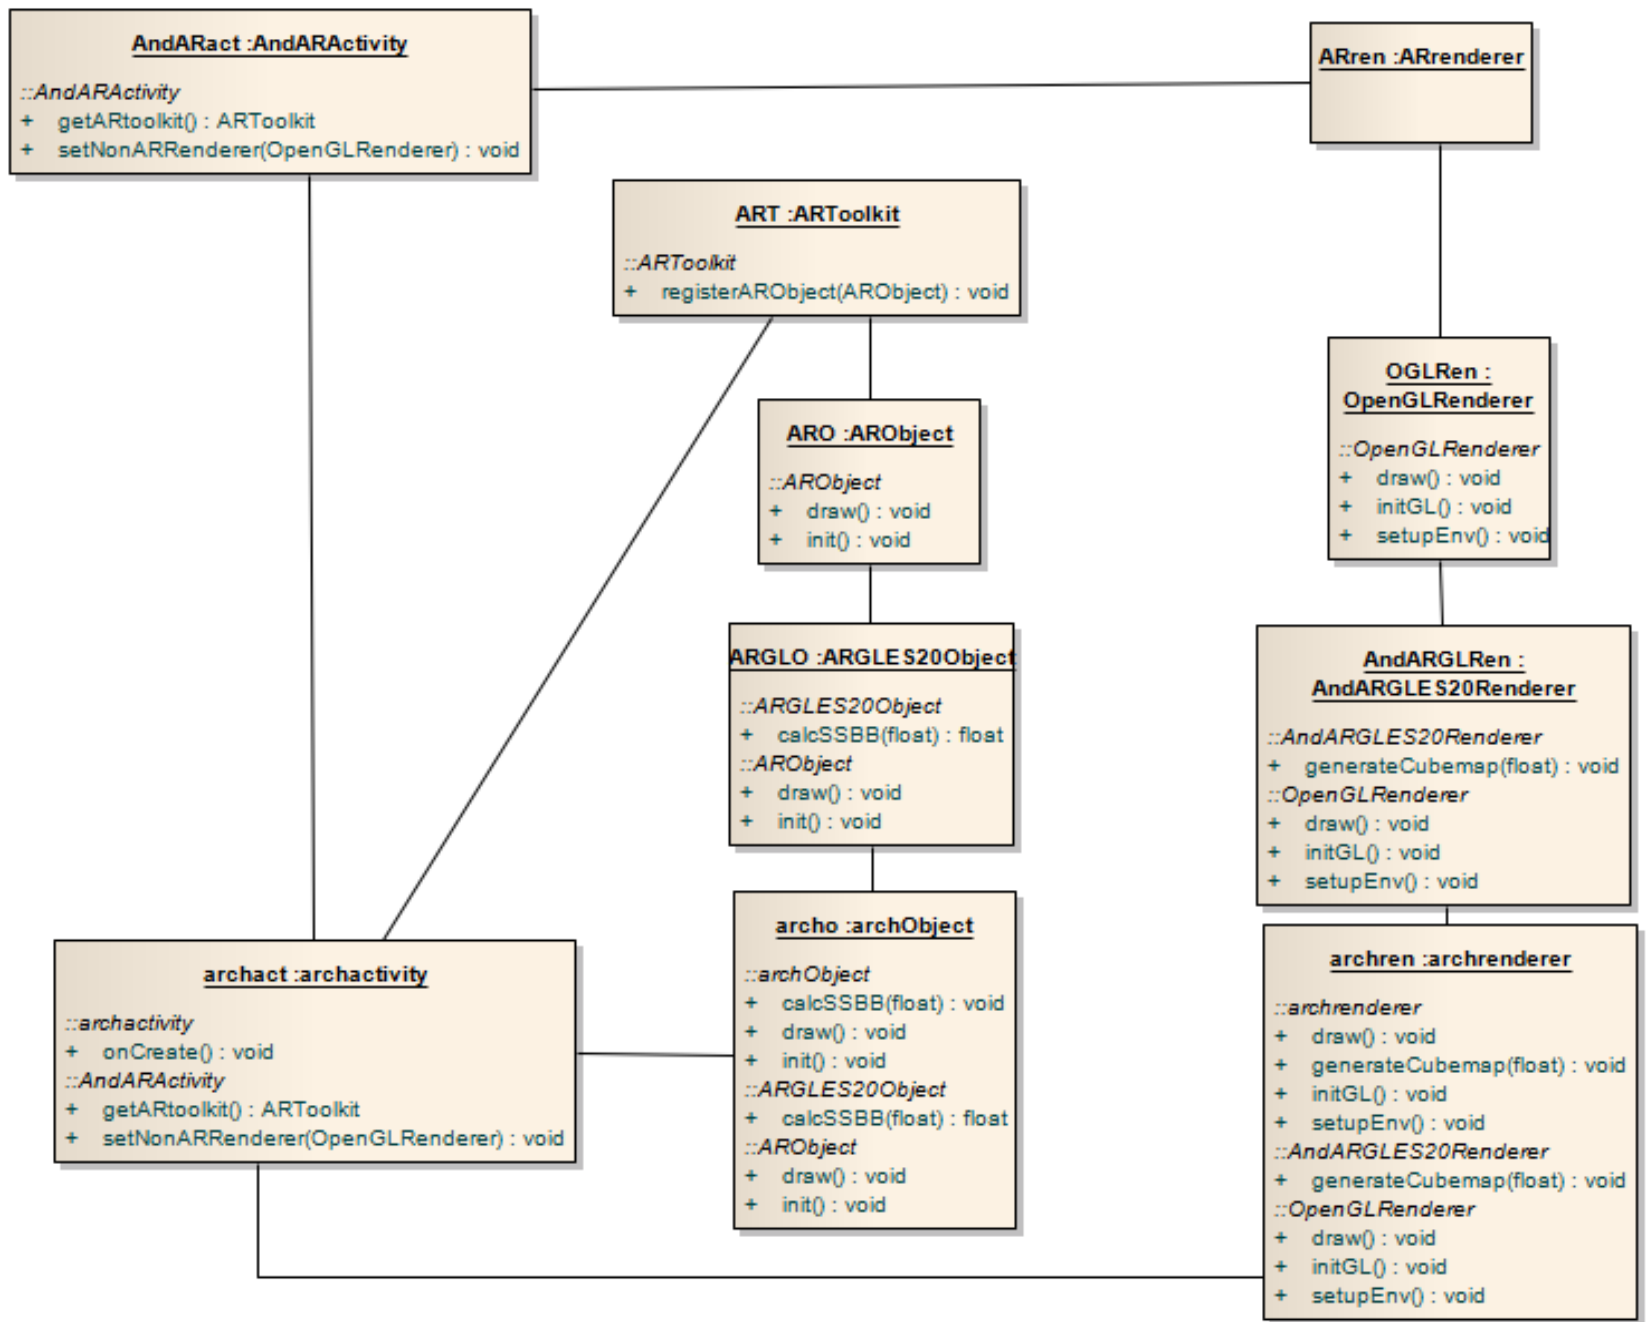 AndARact :AndARActivity
::AndARActivity
+ getARtoolkit() : ARToolkit
+ setNonARRenderer(OpenGLRenderer) : void
ARren :ARrenderer
ART :ARToolkit
::ARToolkit
+ registerARObject(ARObject) : void
OGLRen :
OpenGLRenderer
::OpenGLRenderer
+ draw() : void
+ initGL() : void
+ setupEnv() : void
ARO :ARObject
::ARObject
+ draw() : void
+ init() : void
ARGLO :ARGLES20Object
::ARGLES20Object
+ calcSSBB(float) : float
::ARObject
+ draw() : void
+ init() : void
AndARGLRen :
AndARGLES20Renderer
::AndARGLES20Renderer
+ generateCubemap(float) : void
::OpenGLRenderer
+ draw() : void
+ initGL() : void
+ setupEnv() : void
archact :archactivity
::archactivity
+ onCreate() : void
::AndARActivity
+ getARtoolkit() : ARToolkit
+ setNonARRenderer(OpenGLRenderer) : void
archo :archObject
::archObject
+ calcSSBB(float) : void
+ draw() : void
+ init() : void
::ARGLES20Object
+ calcSSBB(float) : float
::ARObject
+ draw() : void
+ init() : void
archren :archrenderer
::archrenderer
+ draw() : void
+ generateCubemap(float) : void
+ initGL() : void
+ setupEnv() : void
::AndARGLES20Renderer
+ generateCubemap(float) : void
::OpenGLRenderer
+ draw() : void
+ initGL() : void
+ setupEnv() : void